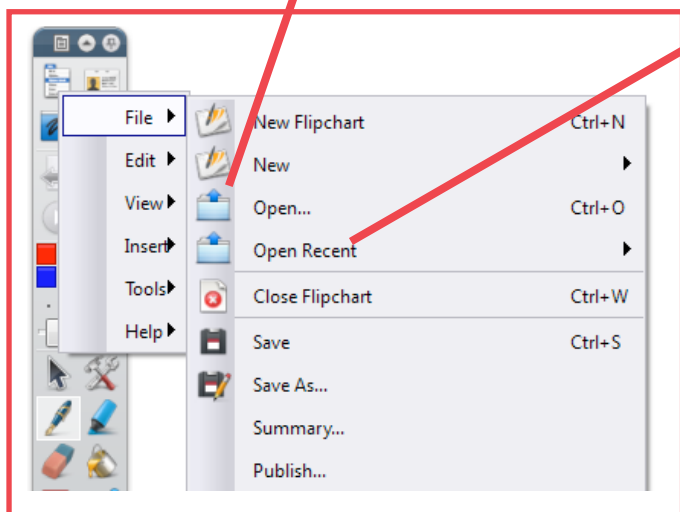 File
Edit
View
Insert
Tools
Help
New Flipchart Ctrl+N
New
Open... Ctrl+O
Open Recent
Close Flipchart Ctrl+W
Save Ctrl+S
Save As...
Summary...
Publish...